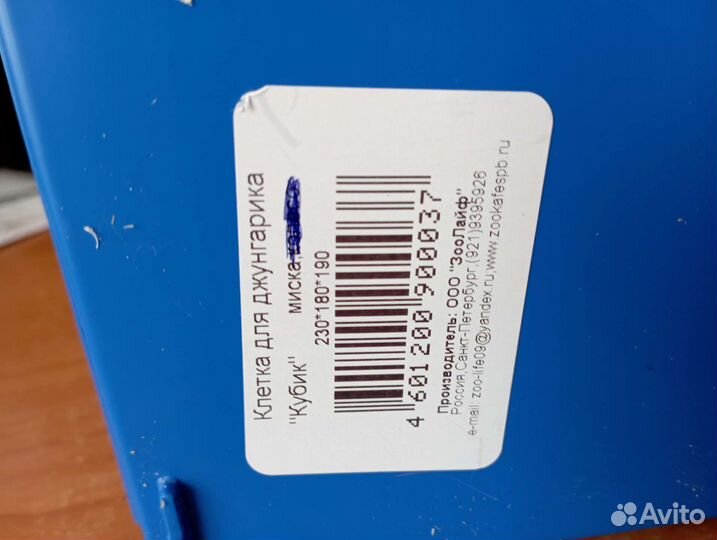 Клетка для джунгарика
"Кубик" миска,
230*180*190
4 601200 900037
Производитель: ООО "ЗооЛайф"
Россия,Санкт-Петербург,(921)9395926
e-mail: zoo-life09@yandex.ru;www.zookafespb.ru
Avito